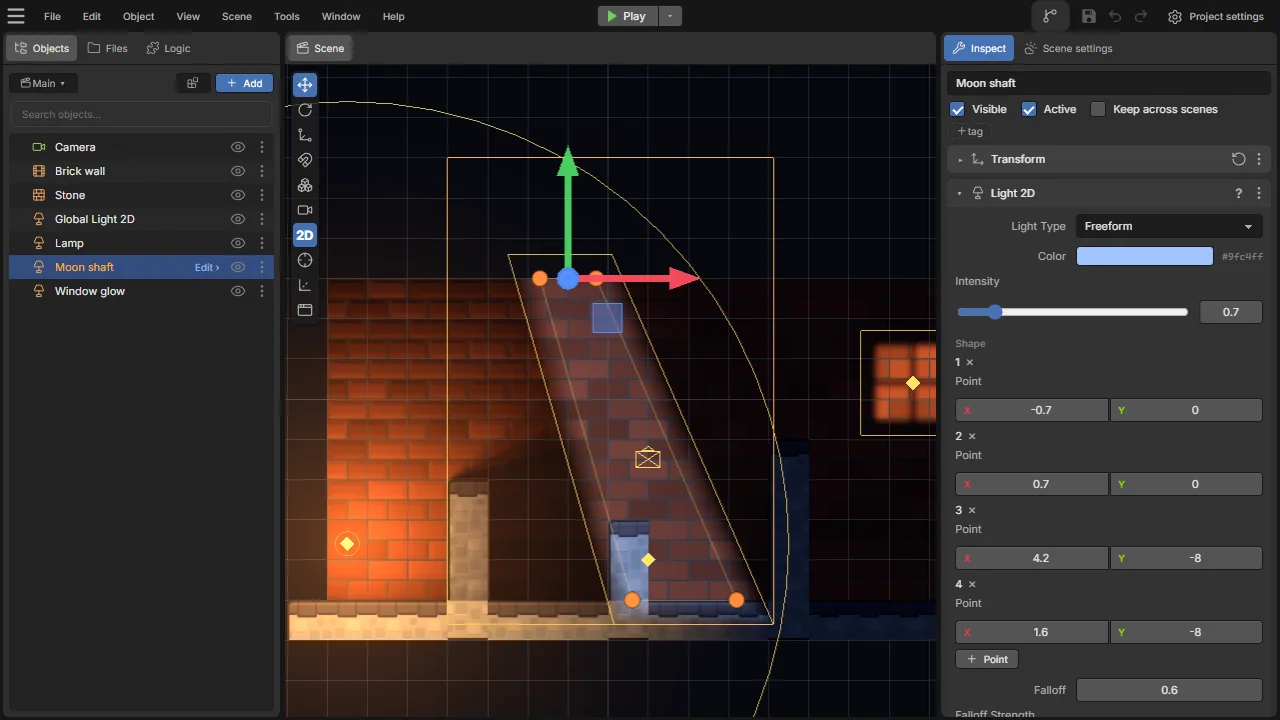 File Edit Object View Scene Tools Window Help Play Project settings
Objects Files Logic Scene Inspect Scene settings
Main Add
Search objects...
Camera
Brick wall
Stone
Global Light 2D
Lamp
Moon shaft Edit ›
Window glow
2D
Moon shaft
Visible Active Keep across scenes
+ tag
Transform
Light 2D ?
Light Type Freeform
Color #9fc4ff
Intensity
0.7
Shape
1 ×
Point
X -0.7 Y 0
2 ×
Point
X 0.7 Y 0
3 ×
Point
X 4.2 Y -8
4 ×
Point
X 1.6 Y -8
+ Point
Falloff 0.6
Falloff Strength